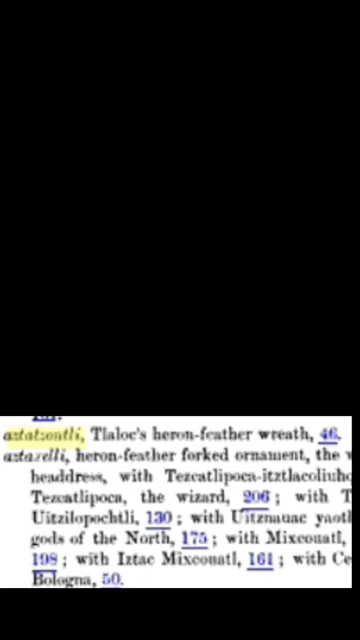 aztatzontli, Tlaloc's heron-feather wreath, 46.
aztaxelli, heron-feather forked ornament, the
headdress, with Tezcatlipoca-itztlacoliuhq
Tezcatlipoca, the wizard, 206; with T
Uitzilopochtli, 130; with Uitznauac yaotl
gods of the North, 175; with Mixcouatl,
198; with Iztac Mixcouatl, 161; with Ce
Bologna, 50.